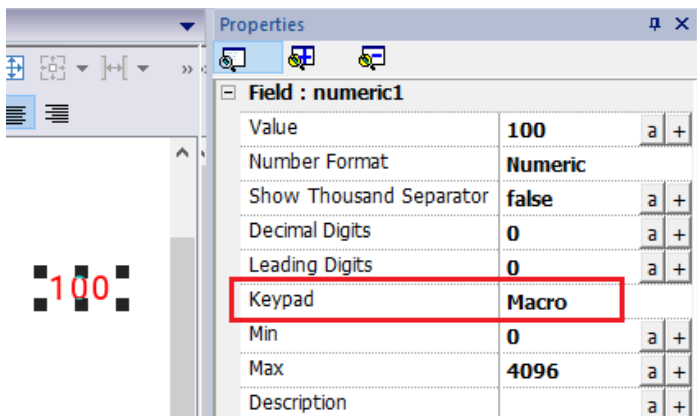 Properties
Field : numeric1
Value 100 a +
Number Format Numeric
Show Thousand Separator false a +
Decimal Digits 0 a +
Leading Digits 0 a +
Keypad Macro
Min 0 a +
Max 4096 a +
Description a +
100